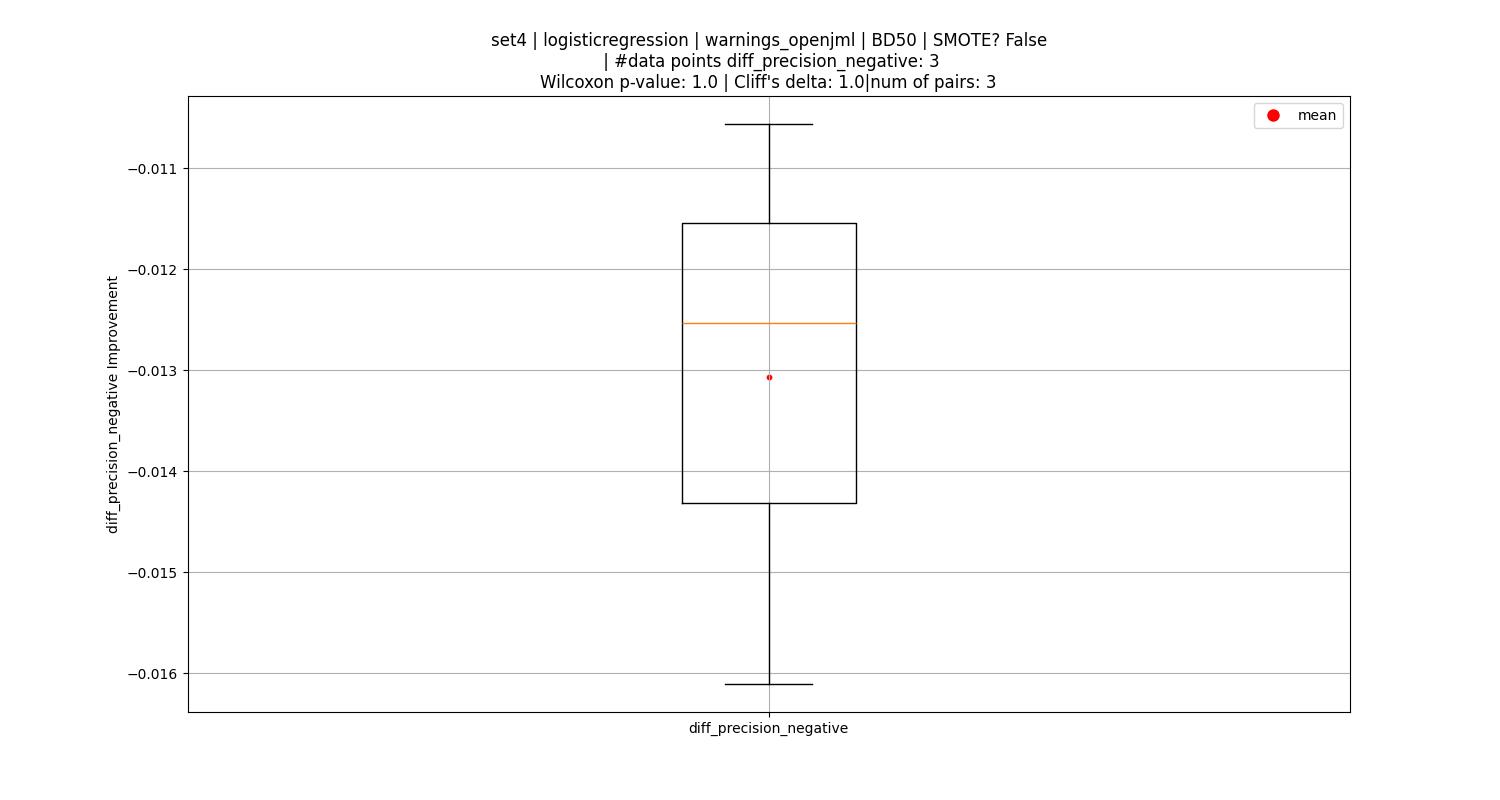 set4 | logisticregression | warnings_openjml | BD50 | SMOTE? False
| #data points diff_precision_negative: 3
Wilcoxon p-value: 1.0 | Cliff's delta: 1.0|num of pairs: 3
mean
−0.011
−0.012
−0.013
−0.014
−0.015
−0.016
diff_precision_negative Improvement
diff_precision_negative